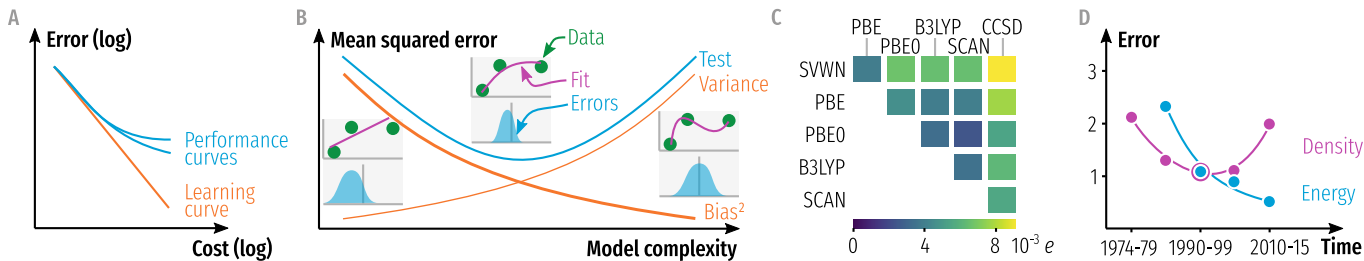 A
Error (log)
Performance
curves
Learning
curve
Cost (log)
B
Mean squared error
Data
Fit
Errors
Test
Variance
Bias²
Model complexity
C
PBE
B3LYP
CCSD
PBE0
SCAN
SVWN
PBE
PBE0
B3LYP
SCAN
0
4
8
10⁻³ e
D
Error
3
2
1
Density
Energy
1974-79
1990-99
2010-15
Time